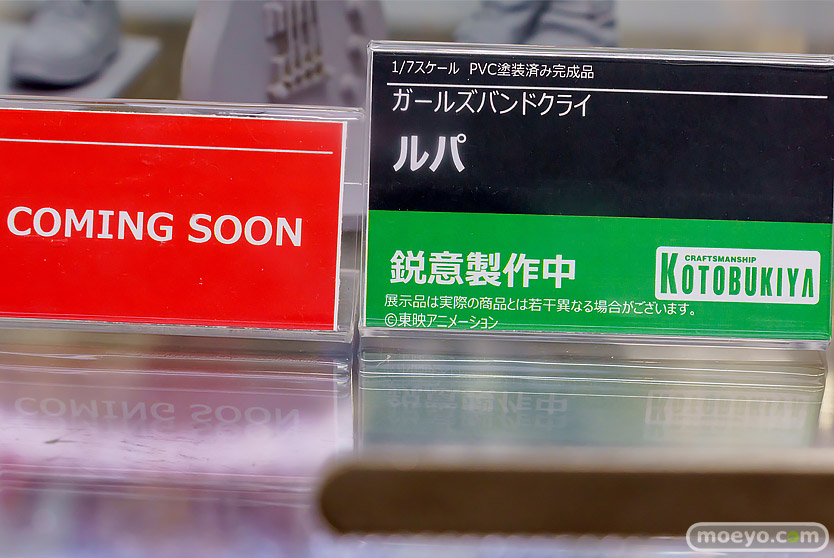 COMING SOON
1/7スケール PVC塗装済み完成品
ガールズバンドクライ
ルパ
鋭意製作中
CRAFTSMANSHIP
KOTOBUKIYA
展示品は実際の商品とは若干異なる場合がございます。
©東映アニメーション
moeyo.com